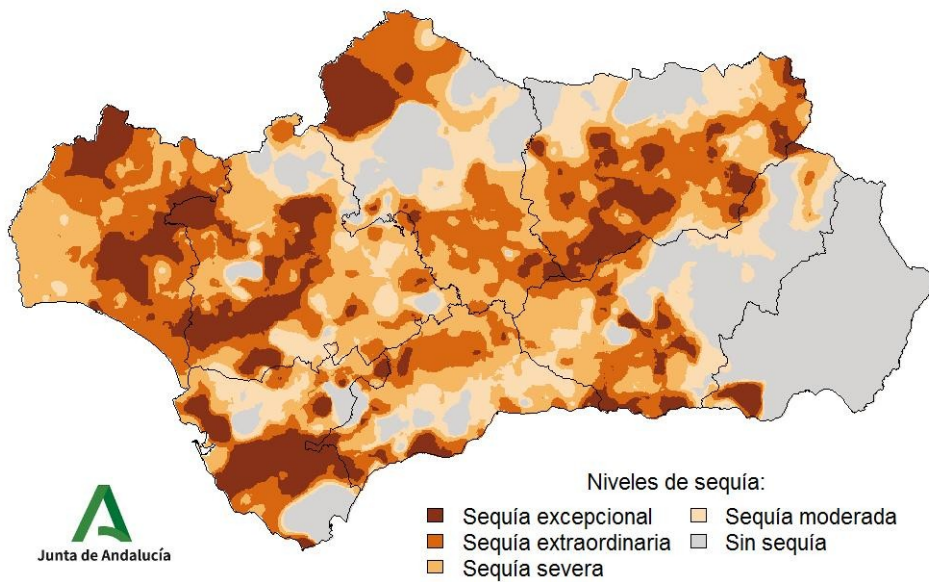 Niveles de sequía:
Sequía excepcional
Sequía extraordinaria
Sequía severa
Sequía moderada
Sin sequía
Junta de Andalucía